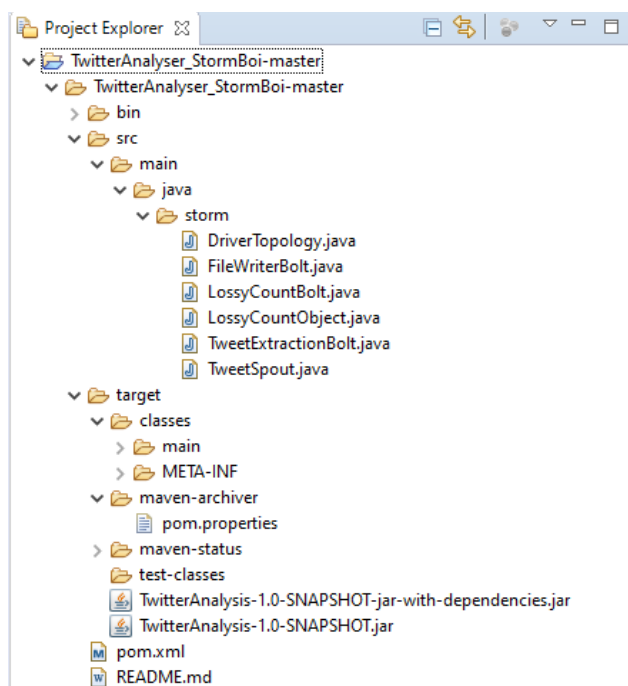 Project Explorer
TwitterAnalyser_StormBoi-master
TwitterAnalyser_StormBoi-master
bin
src
main
java
storm
DriverTopology.java
FileWriterBolt.java
LossyCountBolt.java
LossyCountObject.java
TweetExtractionBolt.java
TweetSpout.java
target
classes
main
META-INF
maven-archiver
pom.properties
maven-status
test-classes
TwitterAnalysis-1.0-SNAPSHOT-jar-with-dependencies.jar
TwitterAnalysis-1.0-SNAPSHOT.jar
pom.xml
README.md